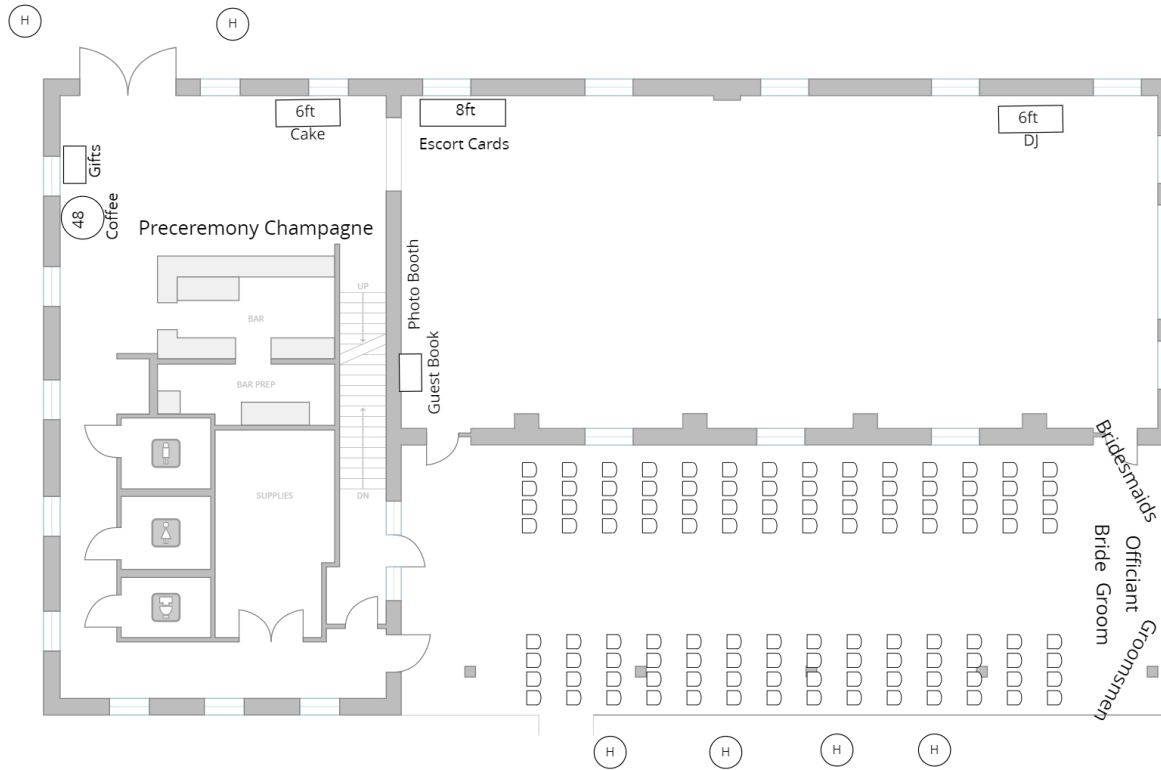 H
H
6ft
Cake
8ft
Escort Cards
6ft
DJ
Gifts
48
Coffee
Preceremony Champagne
UP
BAR
Photo Booth
BAR PREP
Guest Book
SUPPLIES
DN
Bridesmaids
Officiant
Bride Groom
Groomsmen
H
H
H
H